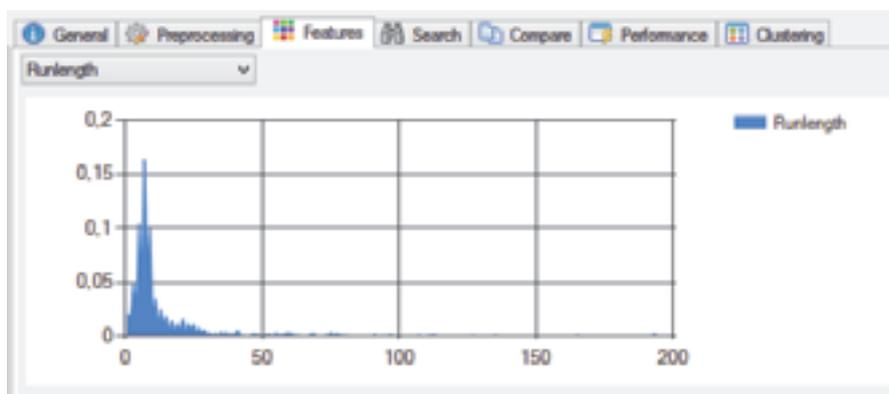 General Preprocessing Features Search Compare Performance Clustering
Runlength
0,2
Runlength
0,15
0,1
0,05
0
0 50 100 150 200